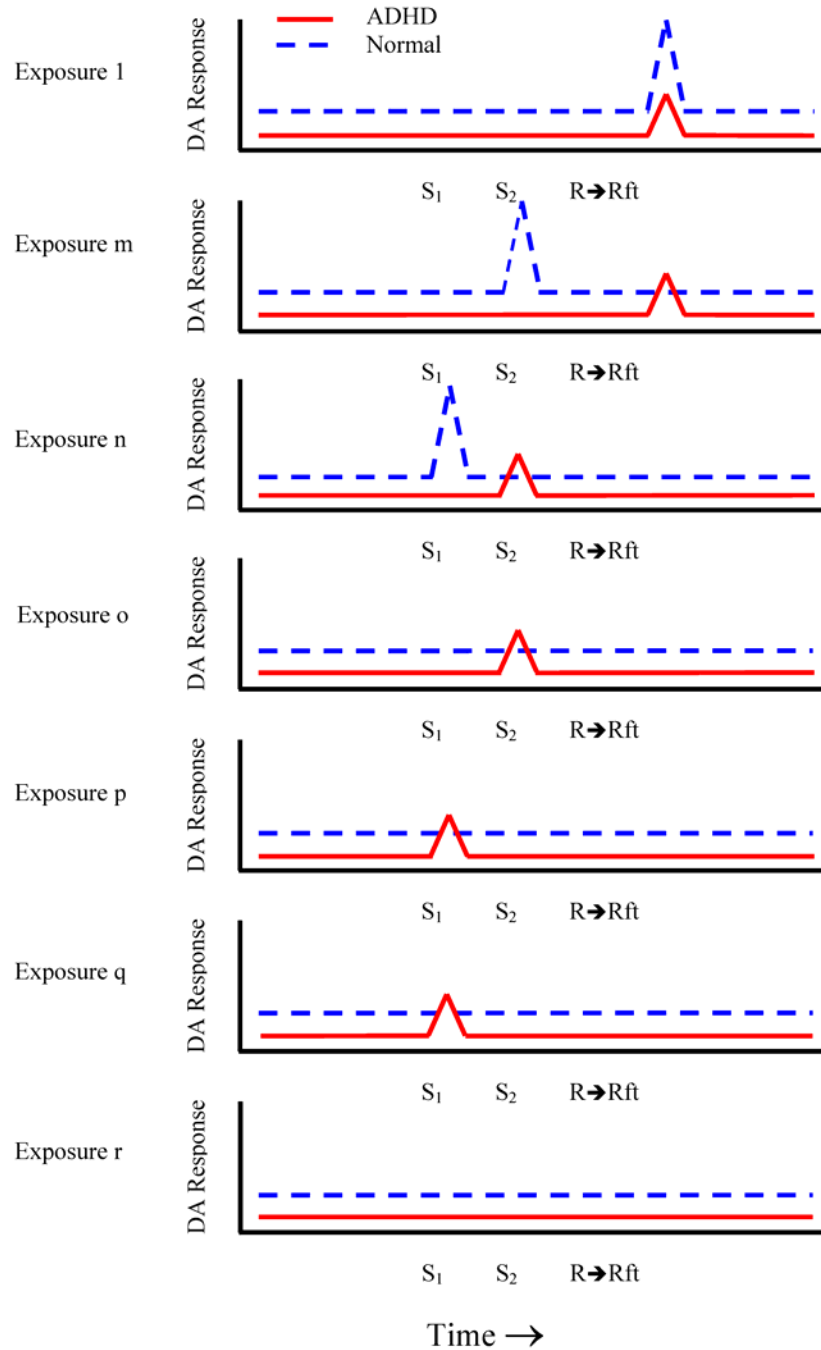 ADHD
Normal
Exposure 1
DA Response
S₁ S₂ R➔Rft
Exposure m
DA Response
S₁ S₂ R➔Rft
Exposure n
DA Response
S₁ S₂ R➔Rft
Exposure o
DA Response
S₁ S₂ R➔Rft
Exposure p
DA Response
S₁ S₂ R➔Rft
Exposure q
DA Response
S₁ S₂ R➔Rft
Exposure r
DA Response
S₁ S₂ R➔Rft
Time →